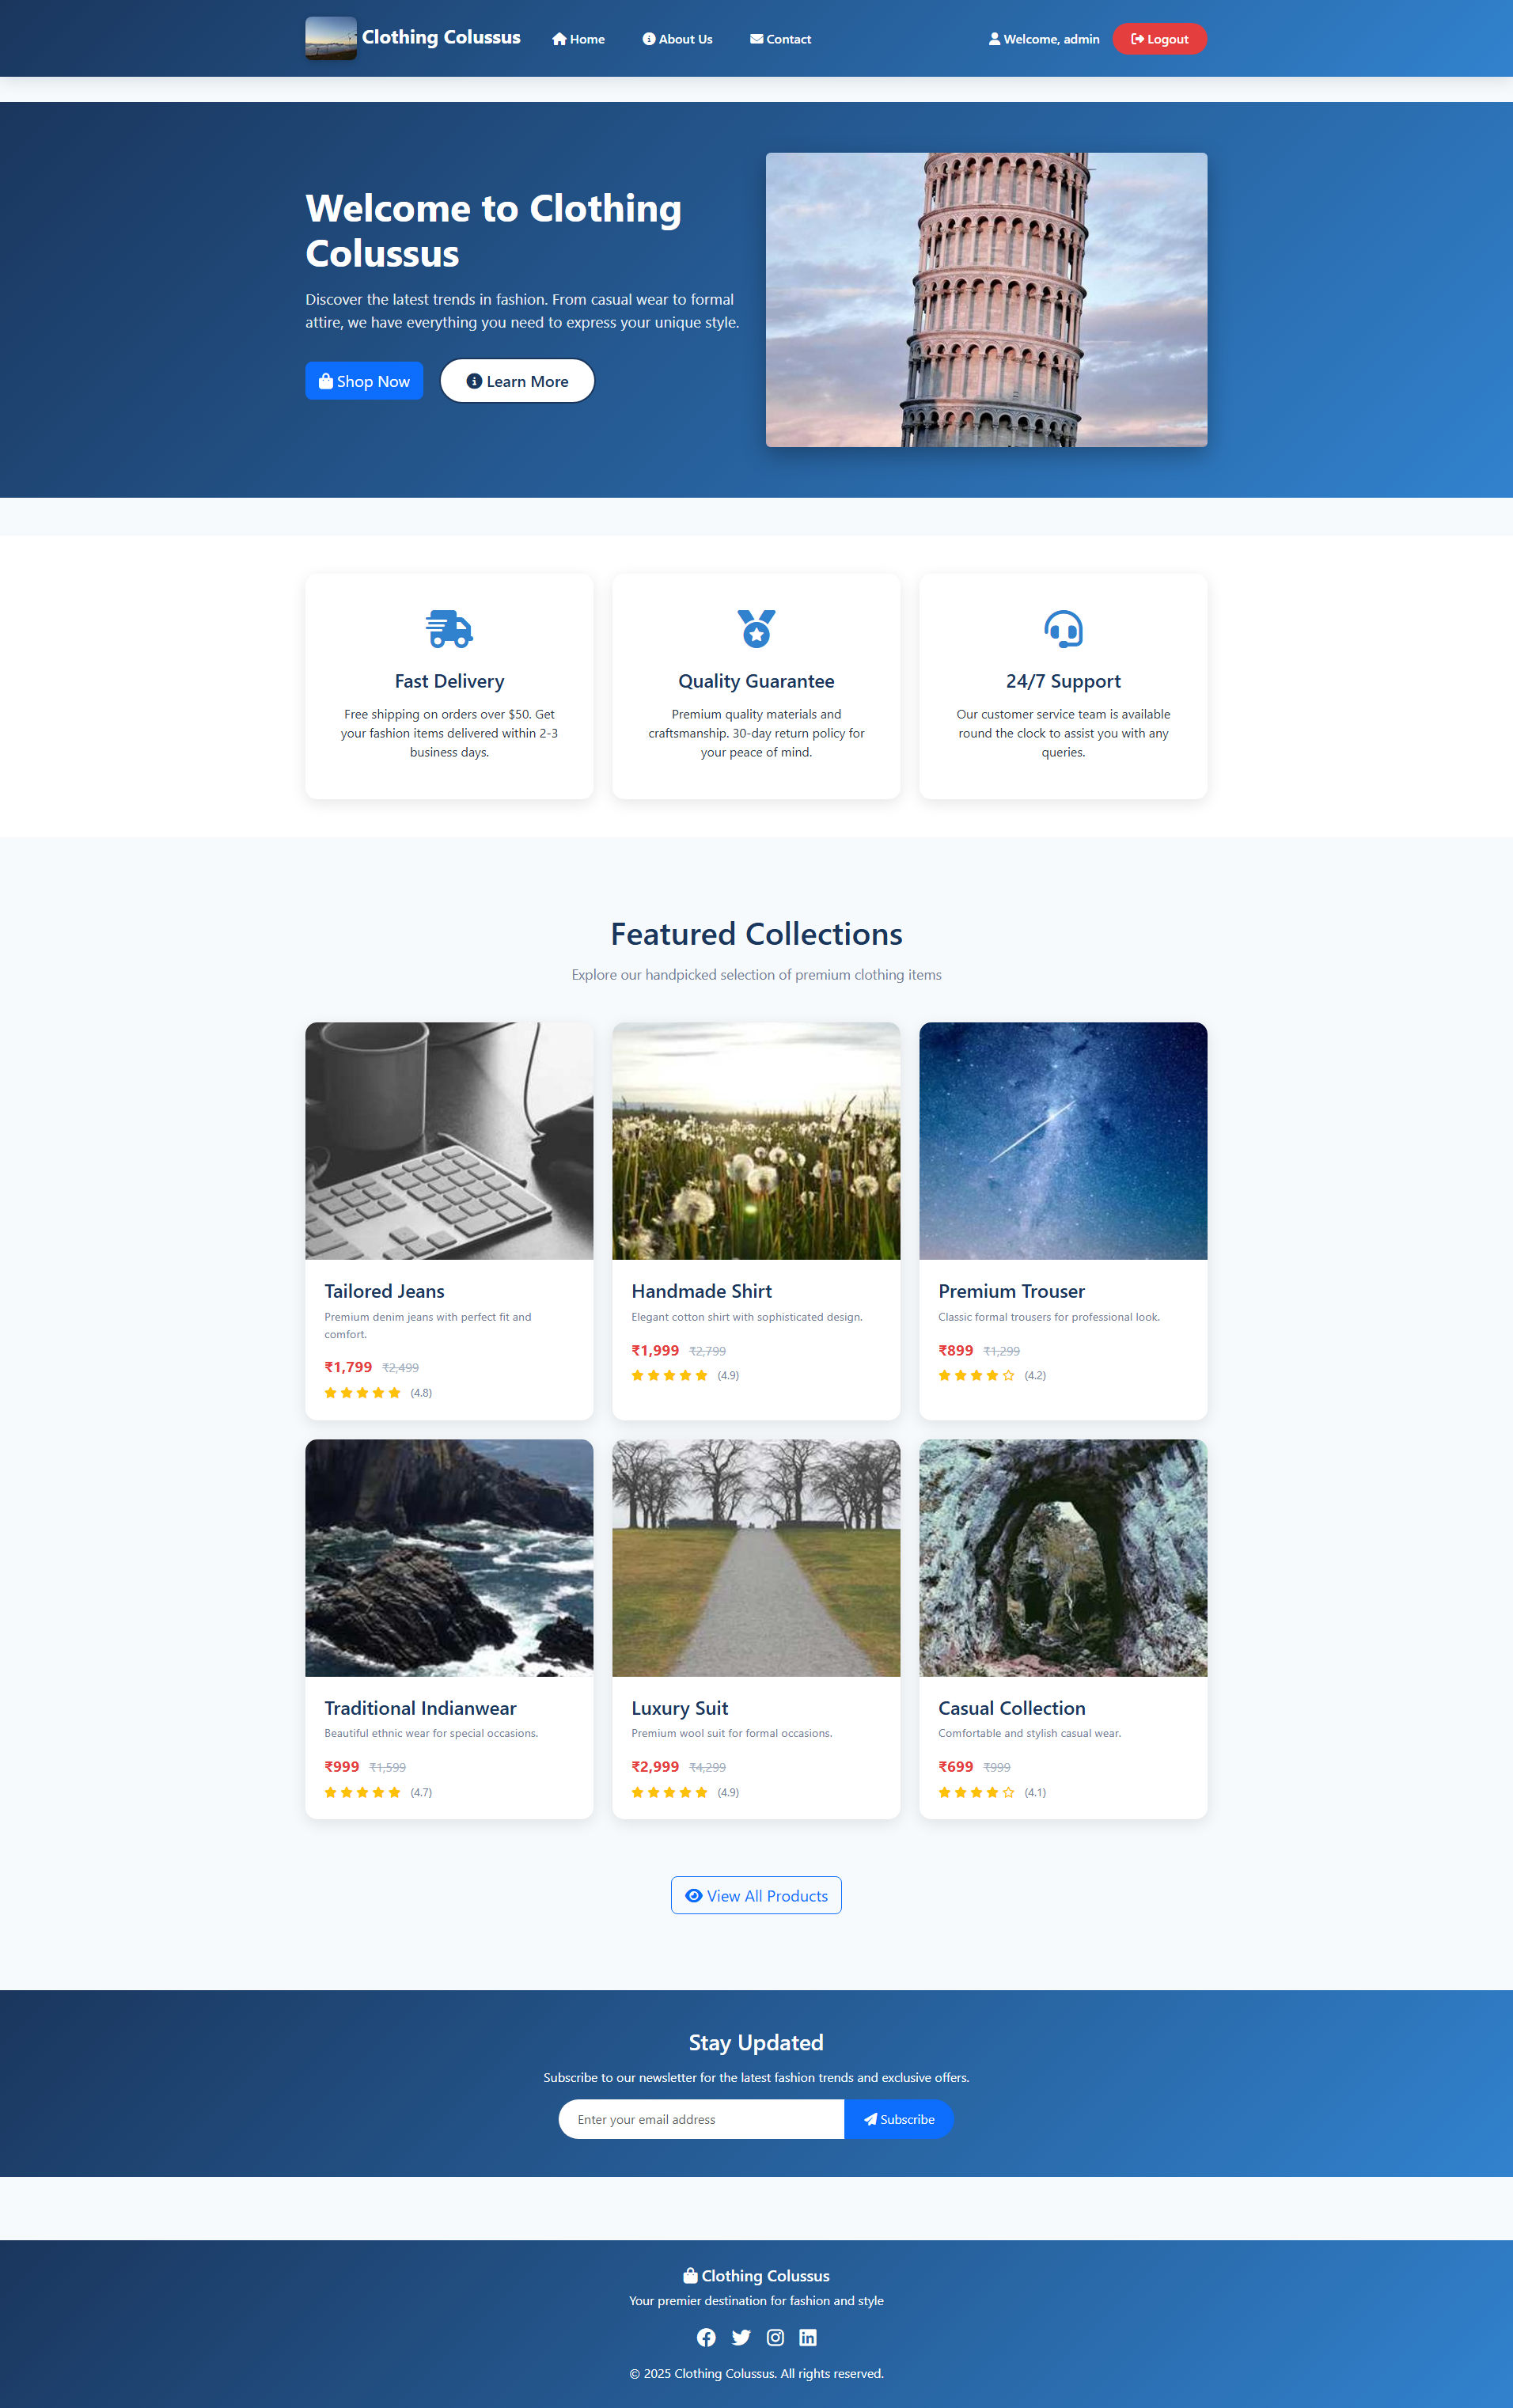 Clothing Colussus
Home
About Us
Contact
Welcome, admin
Logout
Welcome to Clothing
Colussus
Discover the latest trends in fashion. From casual wear to formal
attire, we have everything you need to express your unique style.
Shop Now
Learn More
Fast Delivery
Free shipping on orders over $50. Get
your fashion items delivered within 2-3
business days.
Quality Guarantee
Premium quality materials and
craftsmanship. 30-day return policy for
your peace of mind.
24/7 Support
Our customer service team is available
round the clock to assist you with any
queries.
Featured Collections
Explore our handpicked selection of premium clothing items
Tailored Jeans
Premium denim jeans with perfect fit and
comfort.
₹1,799 ₹2,499
(4.8)
Handmade Shirt
Elegant cotton shirt with sophisticated design.
₹1,999 ₹2,799
(4.9)
Premium Trouser
Classic formal trousers for professional look.
₹899 ₹1,299
(4.2)
Traditional Indianwear
Beautiful ethnic wear for special occasions.
₹999 ₹1,599
(4.7)
Luxury Suit
Premium wool suit for formal occasions.
₹2,999 ₹4,299
(4.9)
Casual Collection
Comfortable and stylish casual wear.
₹699 ₹999
(4.1)
View All Products
Stay Updated
Subscribe to our newsletter for the latest fashion trends and exclusive offers.
Enter your email address
Subscribe
Clothing Colussus
Your premier destination for fashion and style
© 2025 Clothing Colussus. All rights reserved.